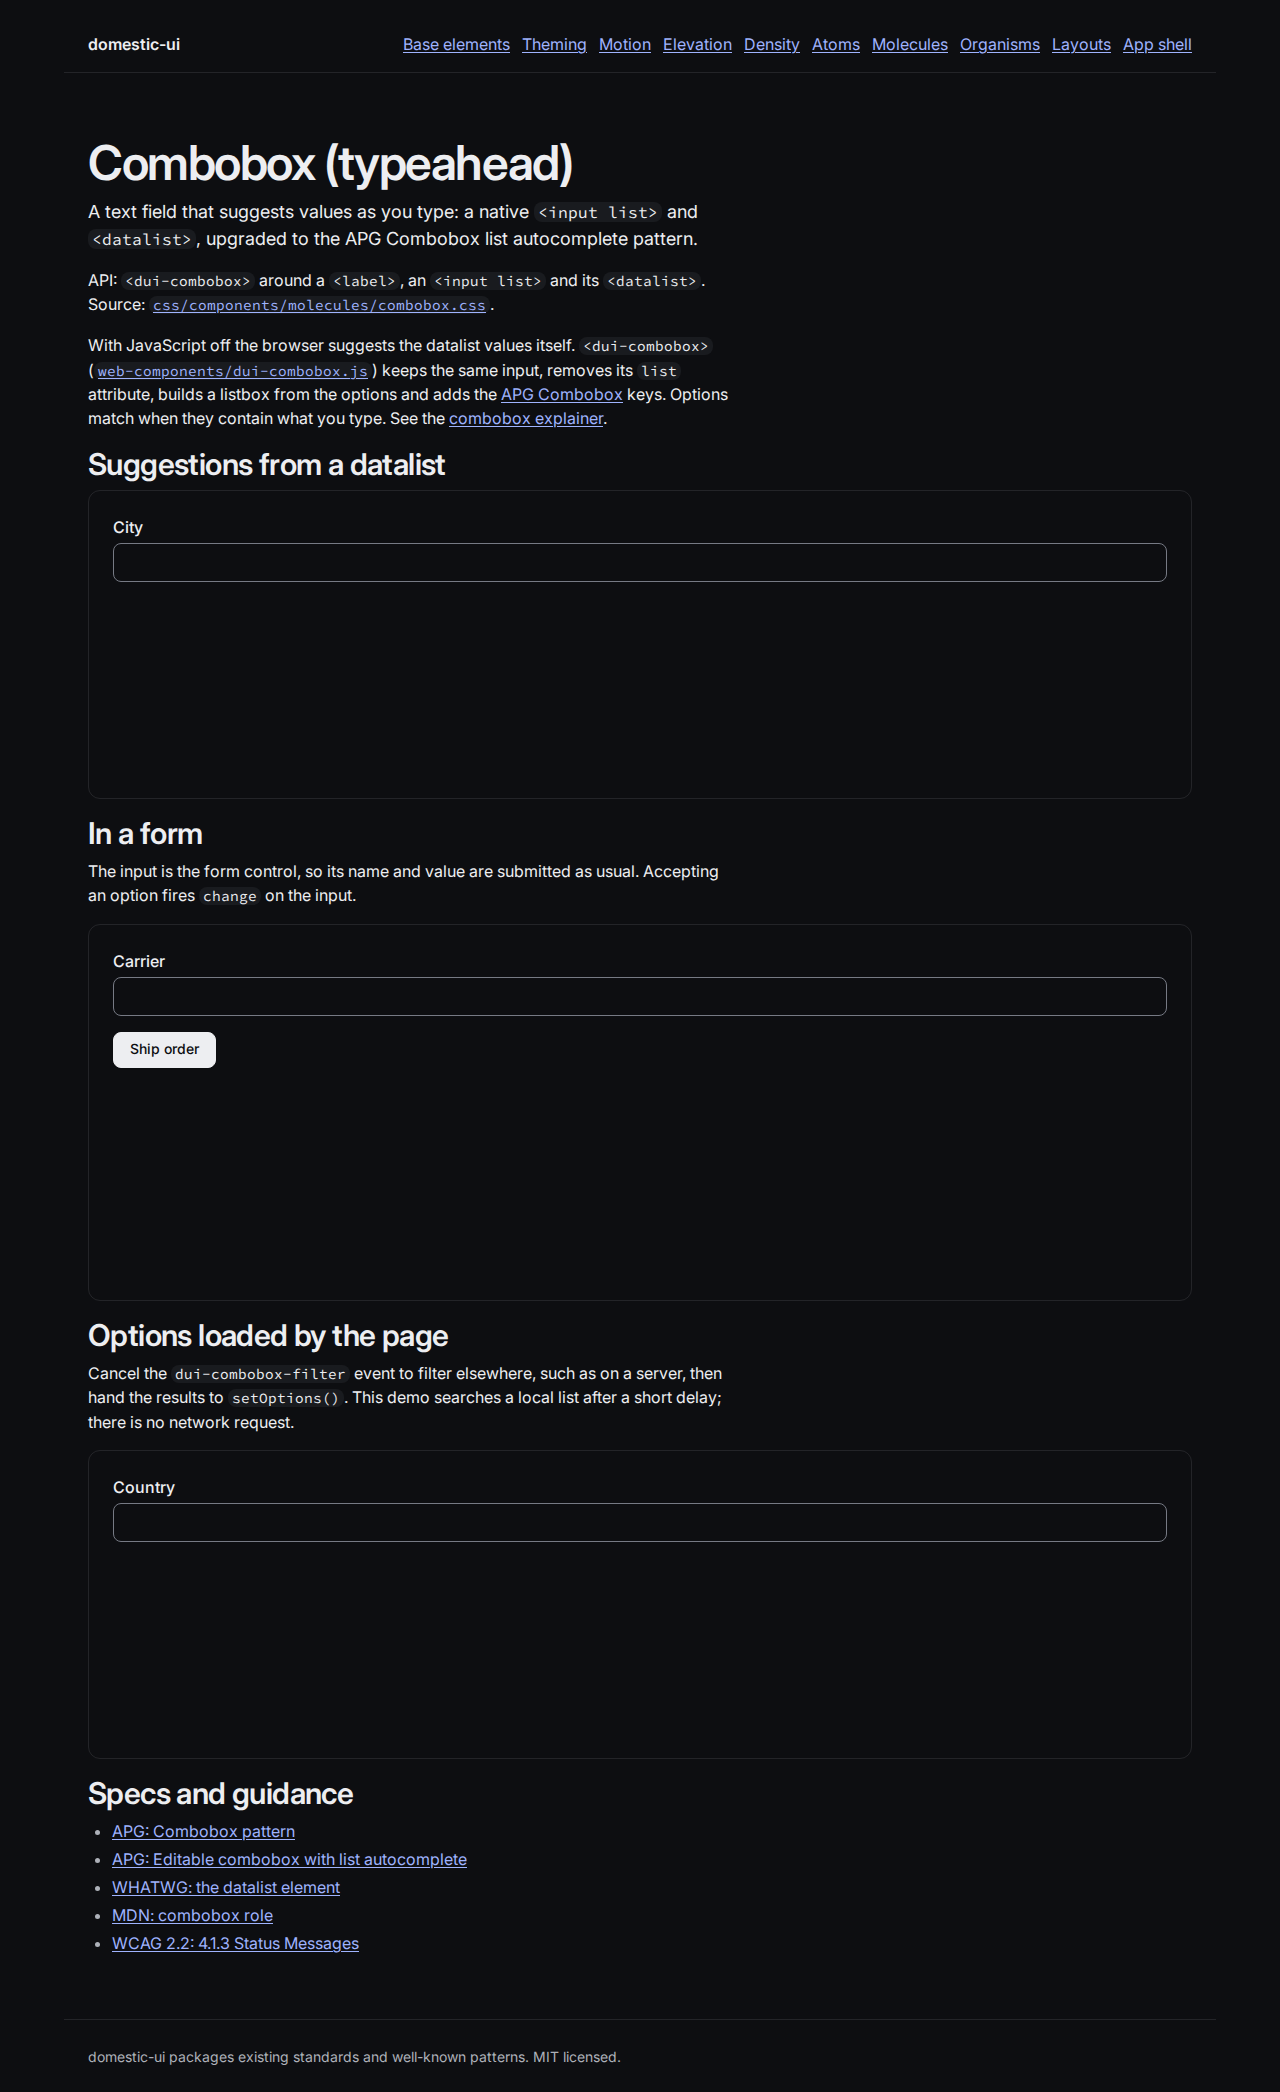 domestic-ui Base elements Theming Motion Elevation Density Atoms Molecules Organisms Layouts App shell
Combobox (typeahead)
A text field that suggests values as you type: a native <input list> and
<datalist>, upgraded to the APG Combobox list autocomplete pattern.
API: <dui-combobox> around a <label>, an <input list> and its <datalist>.
Source: css/components/molecules/combobox.css.
With JavaScript off the browser suggests the datalist values itself. <dui-combobox>
(web-components/dui-combobox.js) keeps the same input, removes its list
attribute, builds a listbox from the options and adds the APG Combobox keys. Options
match when they contain what you type. See the combobox explainer.
Suggestions from a datalist
City
In a form
The input is the form control, so its name and value are submitted as usual. Accepting
an option fires change on the input.
Carrier
Ship order
Options loaded by the page
Cancel the dui-combobox-filter event to filter elsewhere, such as on a server, then
hand the results to setOptions(). This demo searches a local list after a short delay;
there is no network request.
Country
Specs and guidance
• APG: Combobox pattern
• APG: Editable combobox with list autocomplete
• WHATWG: the datalist element
• MDN: combobox role
• WCAG 2.2: 4.1.3 Status Messages
domestic-ui packages existing standards and well-known patterns. MIT licensed.